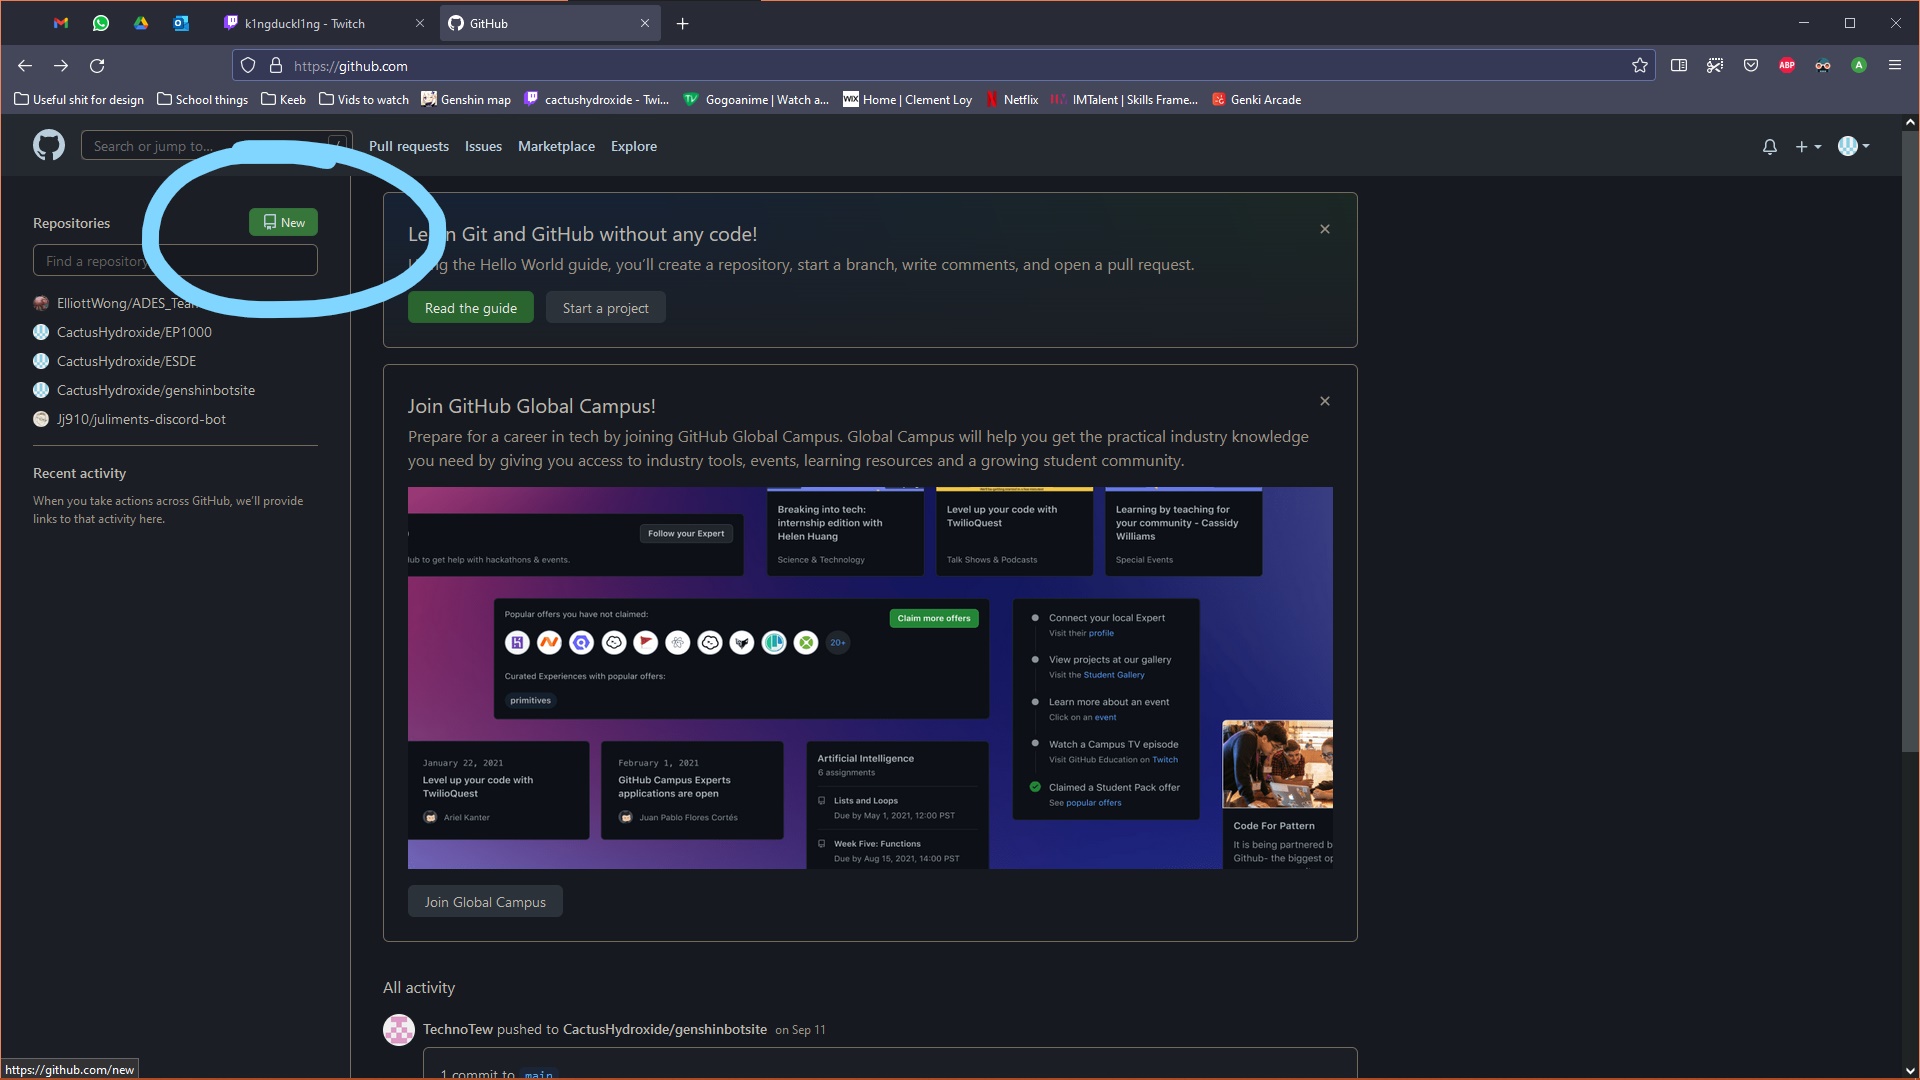 k1ngduckl1ng - Twitch
GitHub
https://github.com
Useful shit for design
School things
Keeb
Vids to watch
Genshin map
cactushydroxide - Twi...
Gogoanime | Watch a...
Home | Clement Loy
Netflix
IMTalent | Skills Frame...
Genki Arcade
Search or jump to...
/
Pull requests
Issues
Marketplace
Explore
Repositories
New
Find a repository
ElliottWong/ADES_Team
CactusHydroxide/EP1000
CactusHydroxide/ESDE
CactusHydroxide/genshinbotsite
Jj910/juliments-discord-bot
Recent activity
When you take actions across GitHub, we'll provide
links to that activity here.
Learn Git and GitHub without any code!
the Hello World guide, you'll create a repository, start a branch, write comments, and open a pull request.
Read the guide
Start a project
Join GitHub Global Campus!
Prepare for a career in tech by joining GitHub Global Campus. Global Campus will help you get the practical industry knowledge
you need by giving you access to industry tools, events, learning resources and a growing student community.
Follow your Expert
lub to get help with hackathons & events.
Breaking into tech:
internship edition with
Helen Huang
Science & Technology
Level up your code with
TwilioQuest
Talk Shows & Podcasts
Learning by teaching for
your community - Cassidy
Williams
Special Events
Popular offers you have not claimed:
Claim more offers
20+
Curated Experiences with popular offers:
primitives
Connect your local Expert
Visit their profile
View projects at our gallery
Visit the Student Gallery
Learn more about an event
Click on an event
Watch a Campus TV episode
Visit GitHub Education on Twitch
Claimed a Student Pack offer
See popular offers
January 22, 2021
Level up your code with
TwilioQuest
Ariel Kanter
February 1, 2021
GitHub Campus Experts
applications are open
Juan Pablo Flores Cortés
Artificial Intelligence
6 assignments
Lists and Loops
Due by May 1, 2021, 12:00 PST
Week Five: Functions
Due by Aug 15, 2021, 14:00 PST
Code For Pattern
It is being partnered b
Github- the biggest op
Join Global Campus
All activity
TechnoTew pushed to CactusHydroxide/genshinbotsite on Sep 11
1 commit to main
https://github.com/new
ABP
A
WIX